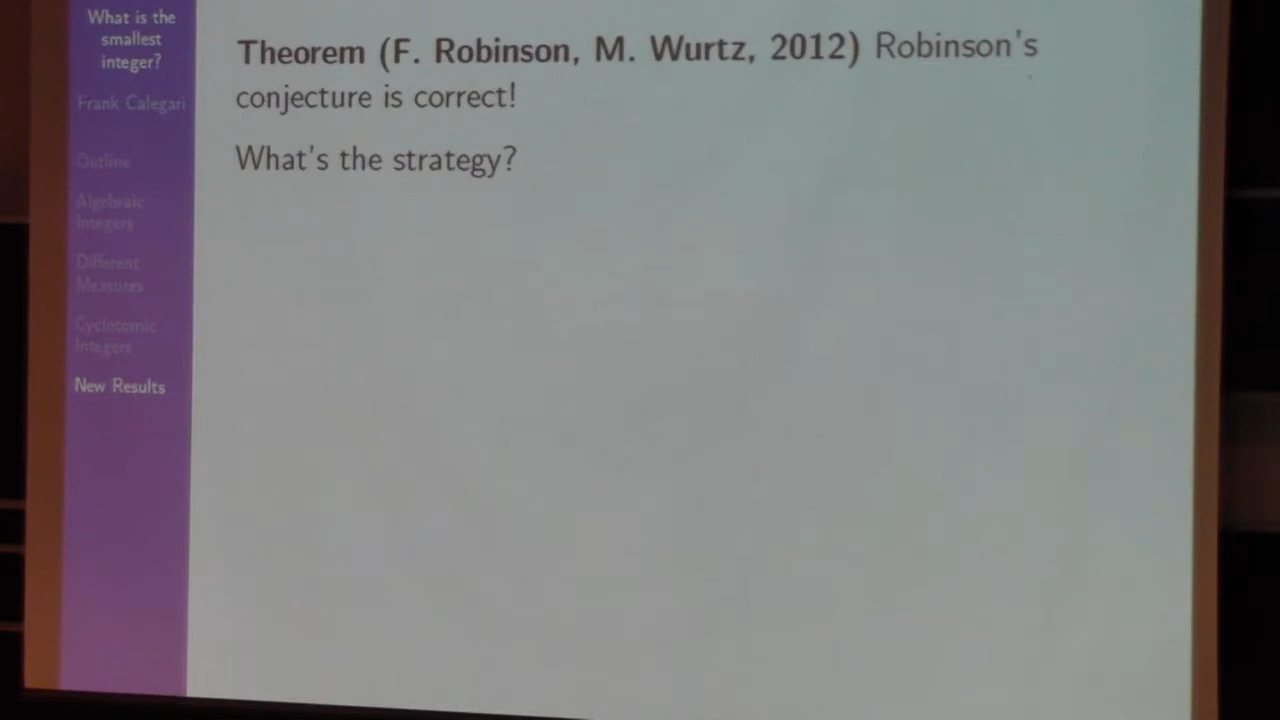 What is the
smallest
integer?
Frank Calegari
Outline
Algebraic
Integers
Different
Measures
Cyclotomic
Integers
New Results
Theorem (F. Robinson, M. Wurtz, 2012) Robinson's
conjecture is correct!
What's the strategy?